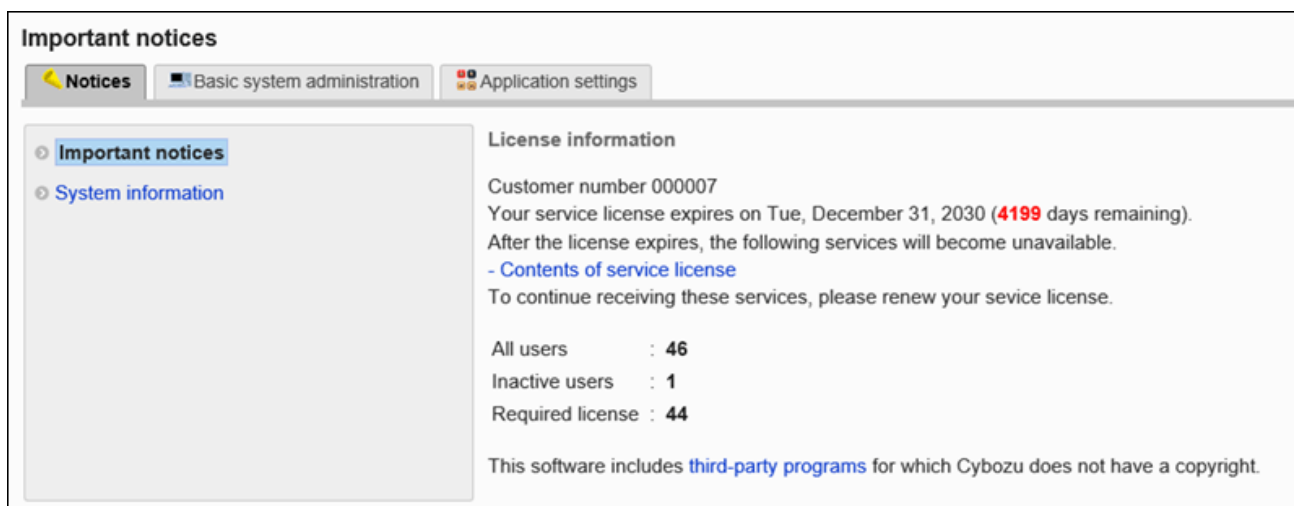 Important notices
Notices
Basic system administration
Application settings
Important notices
System information
License information
Customer number 000007
Your service license expires on Tue, December 31, 2030 (4199 days remaining).
After the license expires, the following services will become unavailable.
- Contents of service license
To continue receiving these services, please renew your sevice license.
All users : 46
Inactive users : 1
Required license : 44
This software includes third-party programs for which Cybozu does not have a copyright.